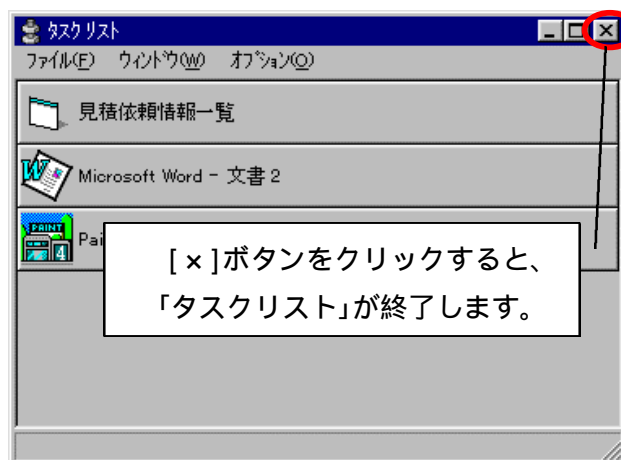 タスクリスト
ファイル(F) ウィンドウ(W) オプション(O)
見積依頼情報一覧
Microsoft Word - 文書 2
PAINT
4
[×]ボタンをクリックすると、
「タスクリスト」が終了します。